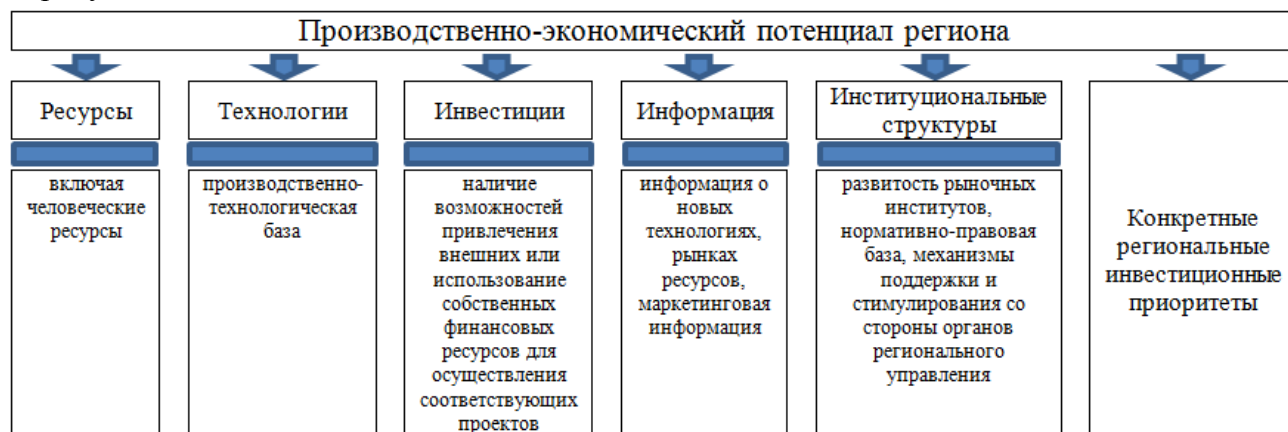 Производственно-экономический потенциал региона
Ресурсы
включая
человеческие
ресурсы
Технологии
производственно-
технологическая
база
Инвестиции
наличие
возможностей
привлечения
внешних или
использование
собственных
финансовых
ресурсов для
осуществления
соответствующих
проектов
Информация
информация о
новых
технологиях,
рынках
ресурсов,
маркетинговая
информация
Институциональные
структуры
развитость рыночных
институтов,
нормативно-правовая
база, механизмы
поддержки и
стимулирования со
стороны органов
регионального
управления
Конкретные
региональные
инвестиционные
приоритеты